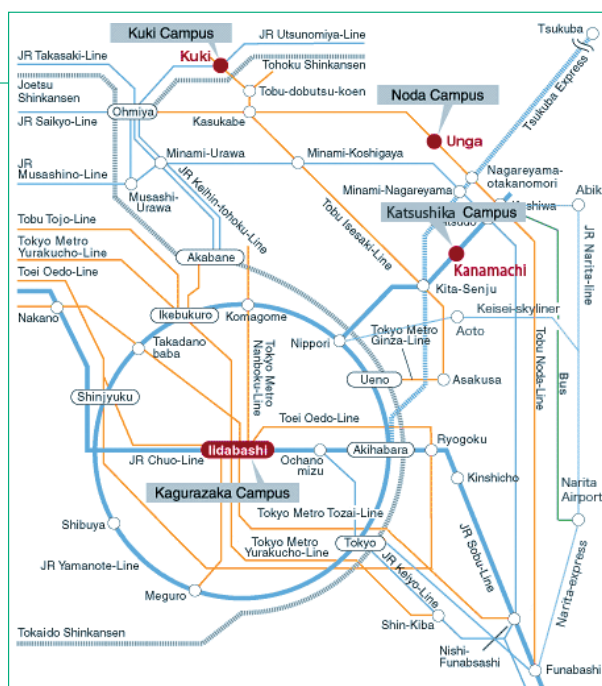 Kuki Campus
JR Utsunomiya-Line
Tsukuba
JR Takasaki-Line
Kuki
Tohoku Shinkansen
Tsukuba Express
Joetsu
Shinkansen
Tobu-dobutsu-koen
Noda Campus
Ohmiya
JR Saikyo-Line
Kasukabe
Unga
JR
Musashino-Line
Minami-Urawa
Minami-Koshigaya
Nagareyama-
otakanomori
JR Keihin-tohoku-Line
Musashi-
Urawa
Minami-Nagareyama
Abik
Katsushika Campus
Tobu Tojo-Line
Tobu Isesaki-Line
Tokyo Metro
Yurakucho-Line
Akabane
Kanamachi
JR Narita-line
Toei Oedo-Line
Kita-Senju
Nakano
Ikebukuro
Komagome
Keisei-skyliner
Takadano
baba
Nippori
Tokyo Metro
Ginza-Line
Aoto
Tokyo Metro
Nanboku-Line
Tobu Noda-Line
Bus
Ueno
Asakusa
Shinjyuku
Toei Oedo-Line
Iidabashi
Ochano
mizu
Akihabara
Ryogoku
JR Chuo-Line
Kagurazaka Campus
Kinshicho
Narita
Airport
Tokyo Metro Tozai-Line
Shibuya
Tokyo Metro
Yurakucho-Line
Tokyo
JR Sobu-Line
JR Yamanote-Line
JR Keiyo-Line
Narita-express
Meguro
Shin-Kiba
Tokaido Shinkansen
Nishi-
Funabsashi
Funabashi